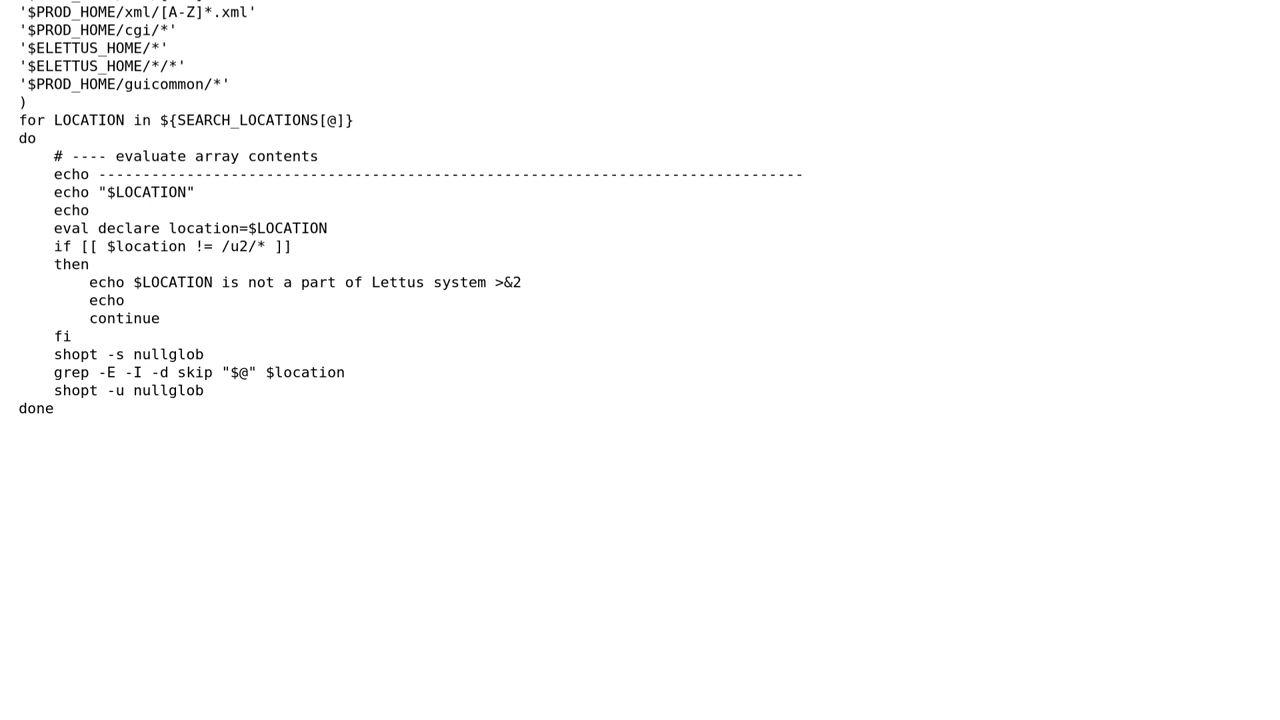 '$PROD_HOME/xml/[A-Z]*.xml'
'$PROD_HOME/cgi/*'
'$ELETTUS_HOME/*'
'$ELETTUS_HOME/*/*'
'$PROD_HOME/guicommon/*'
)
for LOCATION in ${SEARCH_LOCATIONS[@]}
do
    # ---- evaluate array contents
    echo --------------------------------------------------------------------------------
    echo "$LOCATION"
    echo
    eval declare location=$LOCATION
    if [[ $location != /u2/* ]]
    then
        echo $LOCATION is not a part of Lettus system >&2
        echo
        continue
    fi
    shopt -s nullglob
    grep -E -I -d skip "$@" $location
    shopt -u nullglob
done